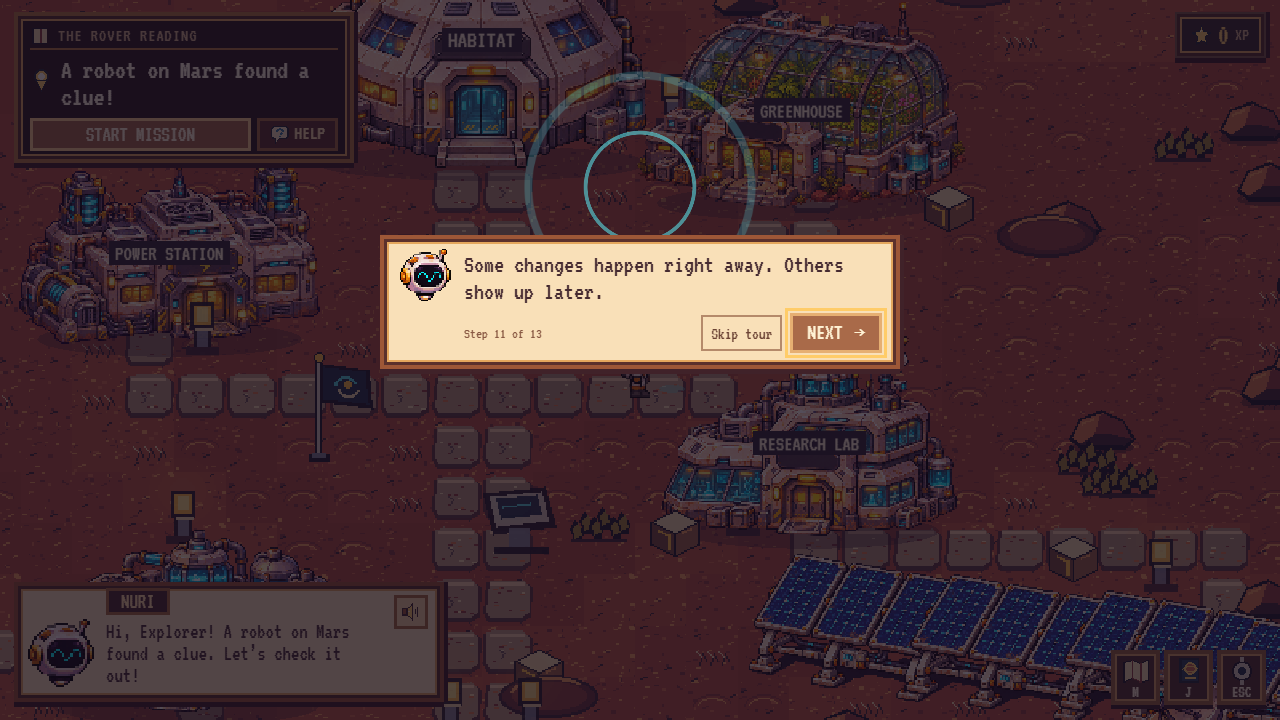 THE ROVER READING
A robot on Mars found a
clue!
START MISSION
HELP
0 XP
HABITAT
GREENHOUSE
POWER STATION
Some changes happen right away. Others
show up later.
Step 11 of 13
Skip tour
NEXT →
RESEARCH LAB
NURI
Hi, Explorer! A robot on Mars
found a clue. Let's check it
out!
M
J
ESC